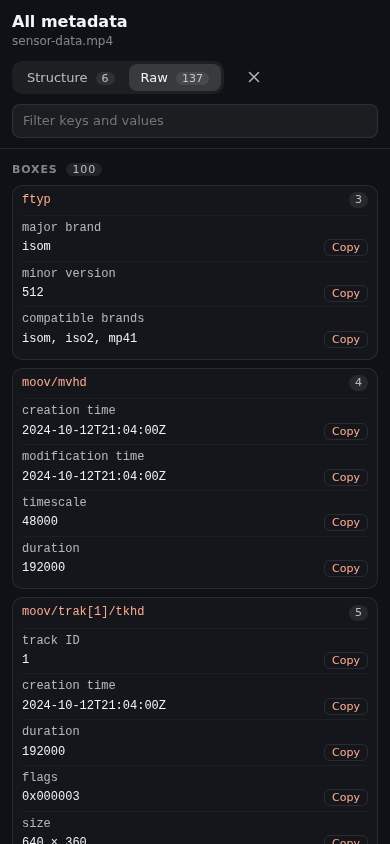 All metadata
sensor-data.mp4
Structure 6 Raw 137 ×
Filter keys and values
BOXES 100
ftyp 3
major brand
isom Copy
minor version
512 Copy
compatible brands
isom, iso2, mp41 Copy
moov/mvhd 4
creation time
2024-10-12T21:04:00Z Copy
modification time
2024-10-12T21:04:00Z Copy
timescale
48000 Copy
duration
192000 Copy
moov/trak[1]/tkhd 5
track ID
1 Copy
creation time
2024-10-12T21:04:00Z Copy
duration
192000 Copy
flags
0x000003 Copy
size
640 × 360 Copy